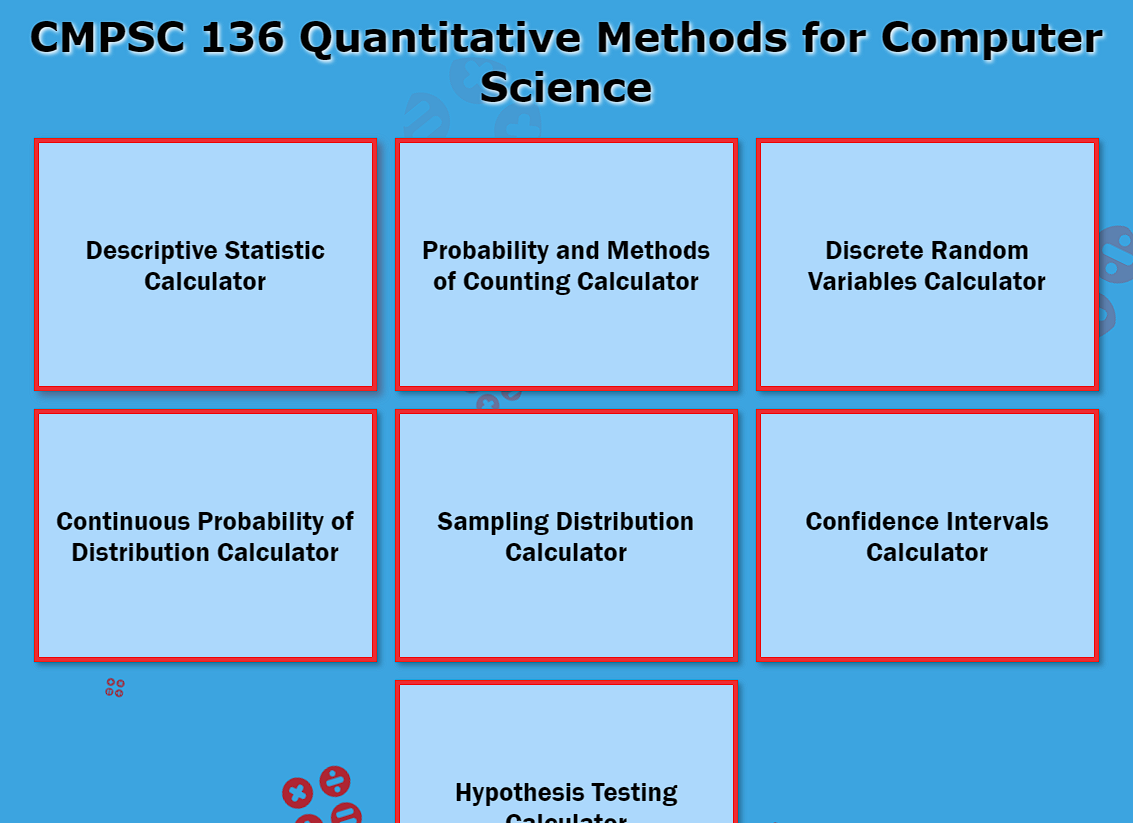 CMPSC 136 Quantitative Methods for Computer
Science
Descriptive Statistic
Calculator
Probability and Methods
of Counting Calculator
Discrete Random
Variables Calculator
Continuous Probability of
Distribution Calculator
Sampling Distribution
Calculator
Confidence Intervals
Calculator
Hypothesis Testing
Calculator